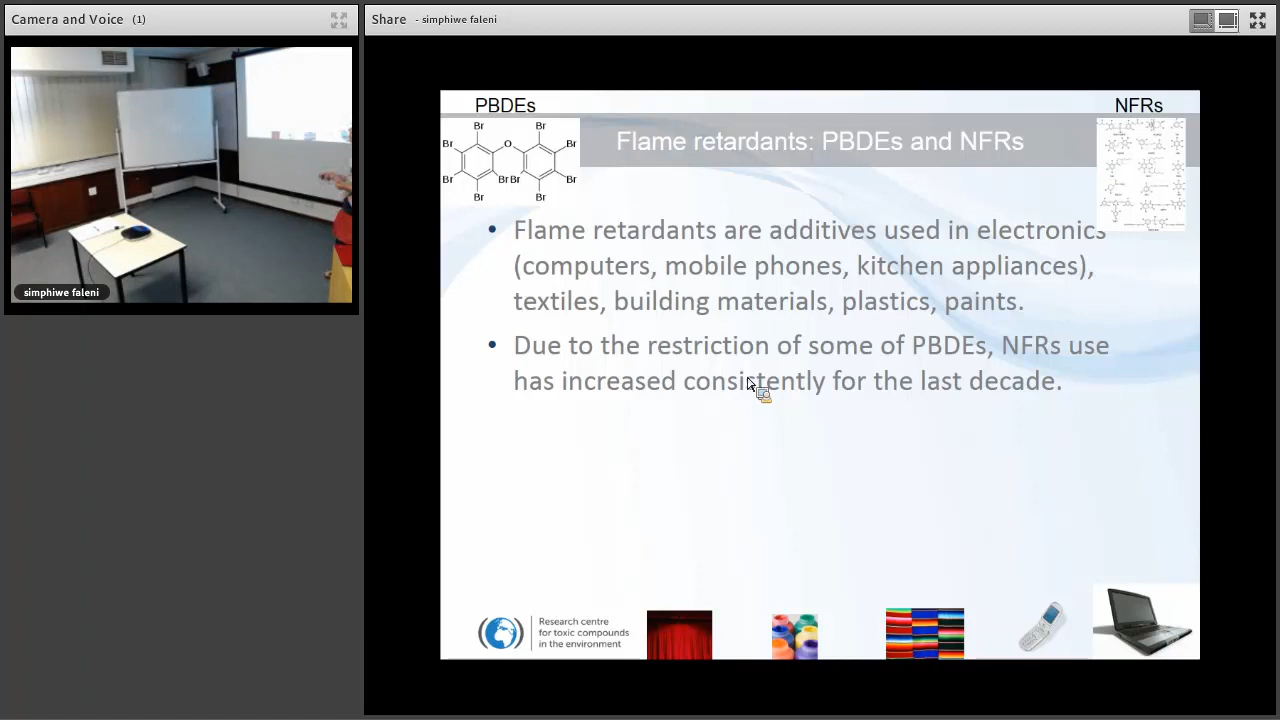 Camera and Voice (1)
Share - simphiwe faleni
simphiwe faleni
PBDEs
NFRs
Flame retardants: PBDEs and NFRs
Br
Br
Br
O
Br
Br
Br
Br
Br
Br
Br
• Flame retardants are additives used in electronics
(computers, mobile phones, kitchen appliances),
textiles, building materials, plastics, paints.
• Due to the restriction of some of PBDEs, NFRs use
has increased consistently for the last decade.
Research centre
for toxic compounds
in the environment